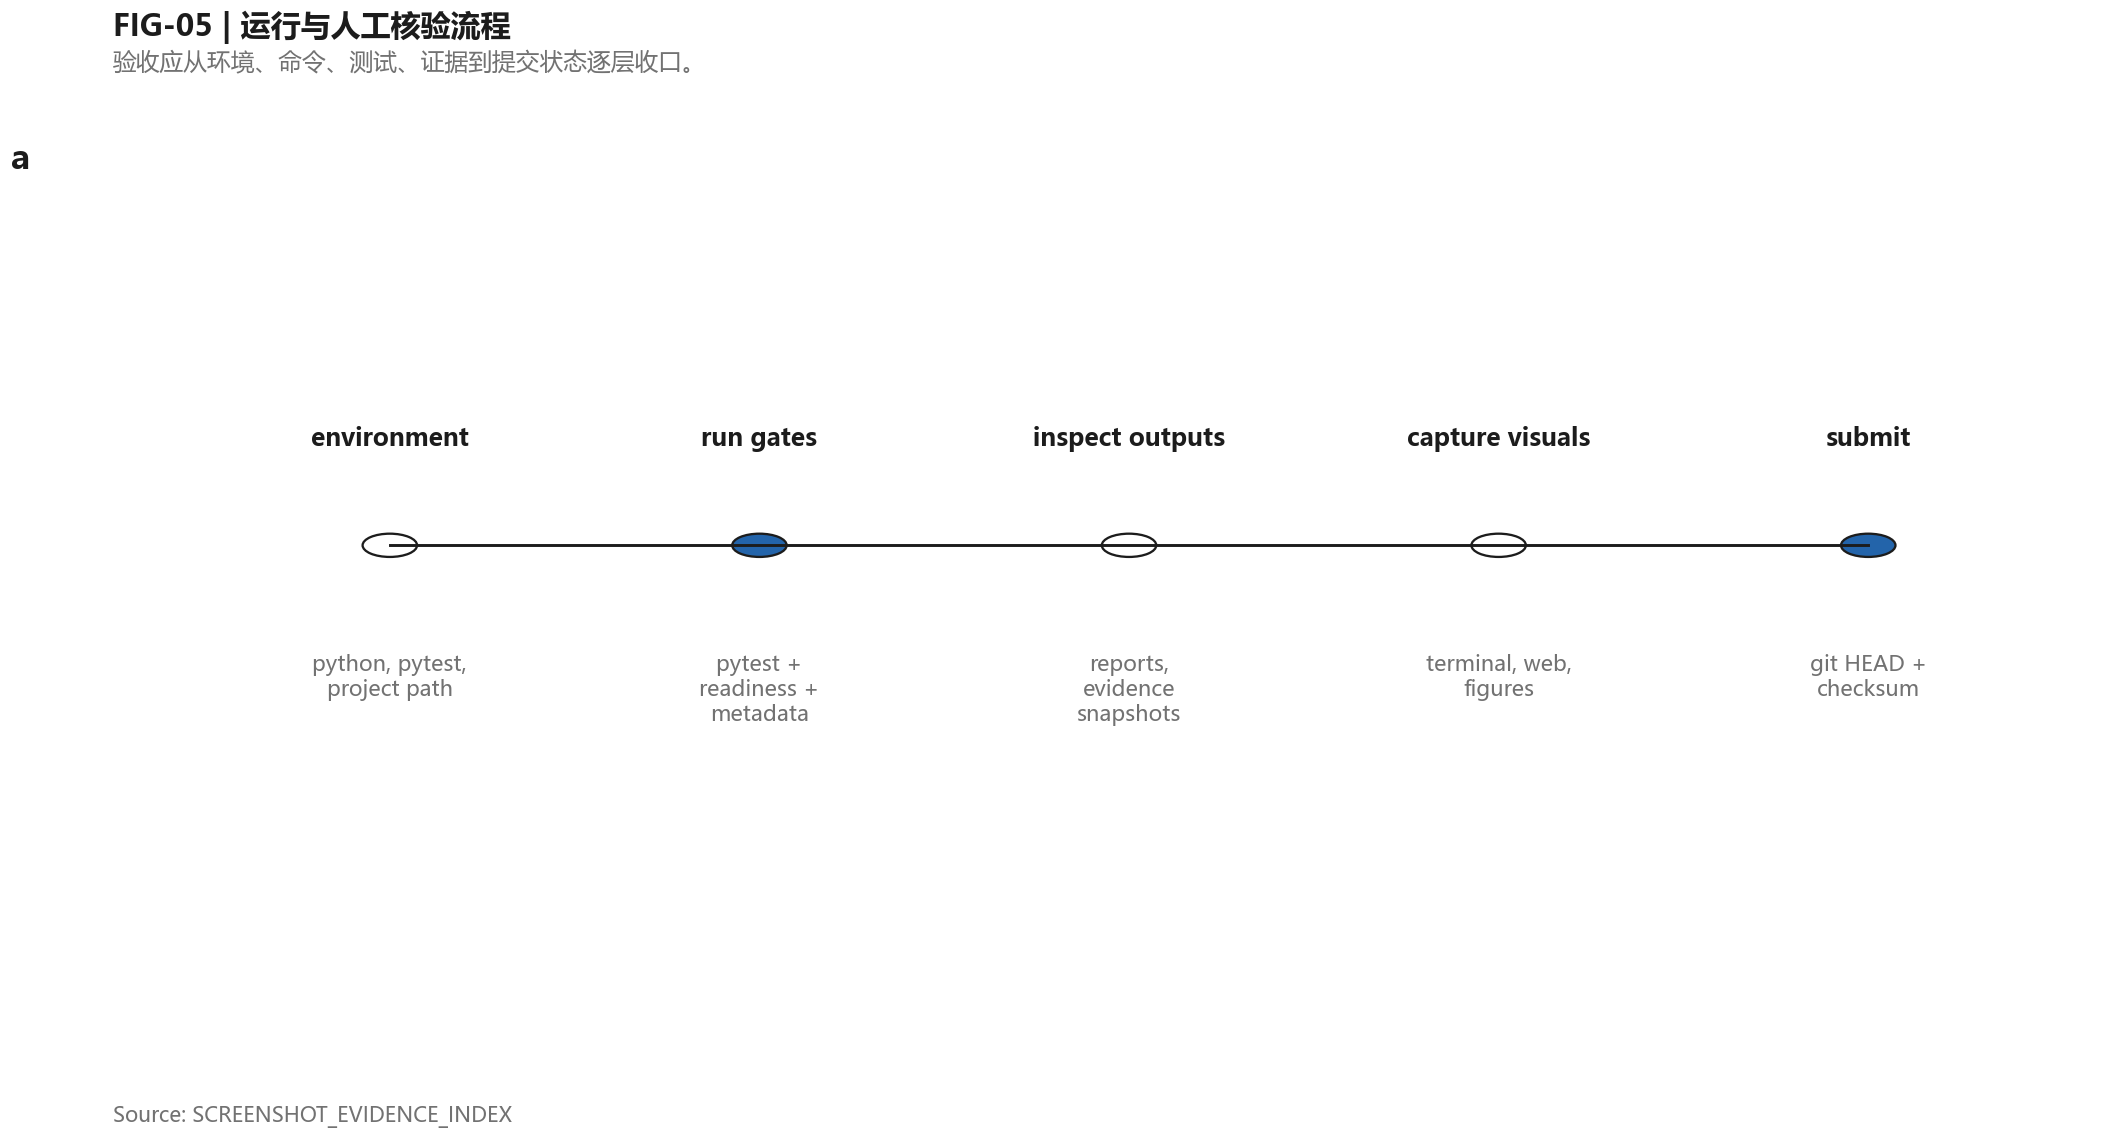 FIG-05 | 运行与人工核验流程
验收应从环境、命令、测试、证据到提交状态逐层收口。
a
environment
run gates
inspect outputs
capture visuals
submit
python, pytest,
project path
pytest +
readiness +
metadata
reports,
evidence
snapshots
terminal, web,
figures
git HEAD +
checksum
Source: SCREENSHOT_EVIDENCE_INDEX